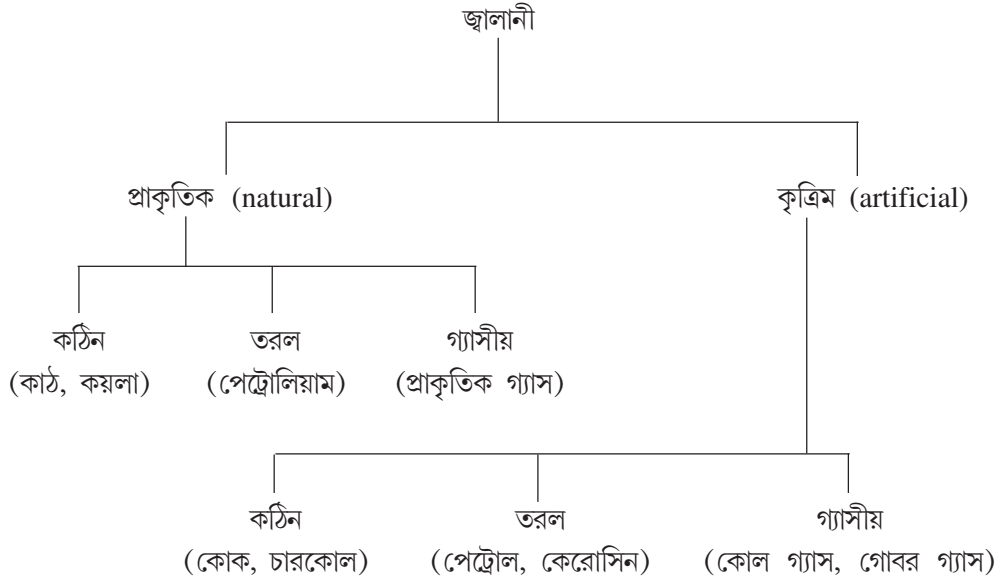 জ্বালানী
প্রাকৃতিক (natural) কৃত্রিম (artificial)
কঠিন তরল গ্যাসীয়
(কাঠ, কয়লা) (পেট্রোলিয়াম) (প্রাকৃতিক গ্যাস)
কঠিন তরল গ্যাসীয়
(কোক, চারকোল) (পেট্রোল, কেরোসিন) (কোল গ্যাস, গোবর গ্যাস)